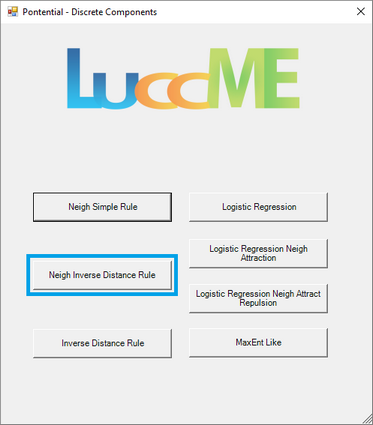 Pontential - Discrete Components
LuccME
Neigh Simple Rule
Logistic Regression
Neigh Inverse Distance Rule
Logistic Regression Neigh
Attraction
Logistic Regression Neigh Attract
Repulsion
Inverse Distance Rule
MaxEnt Like